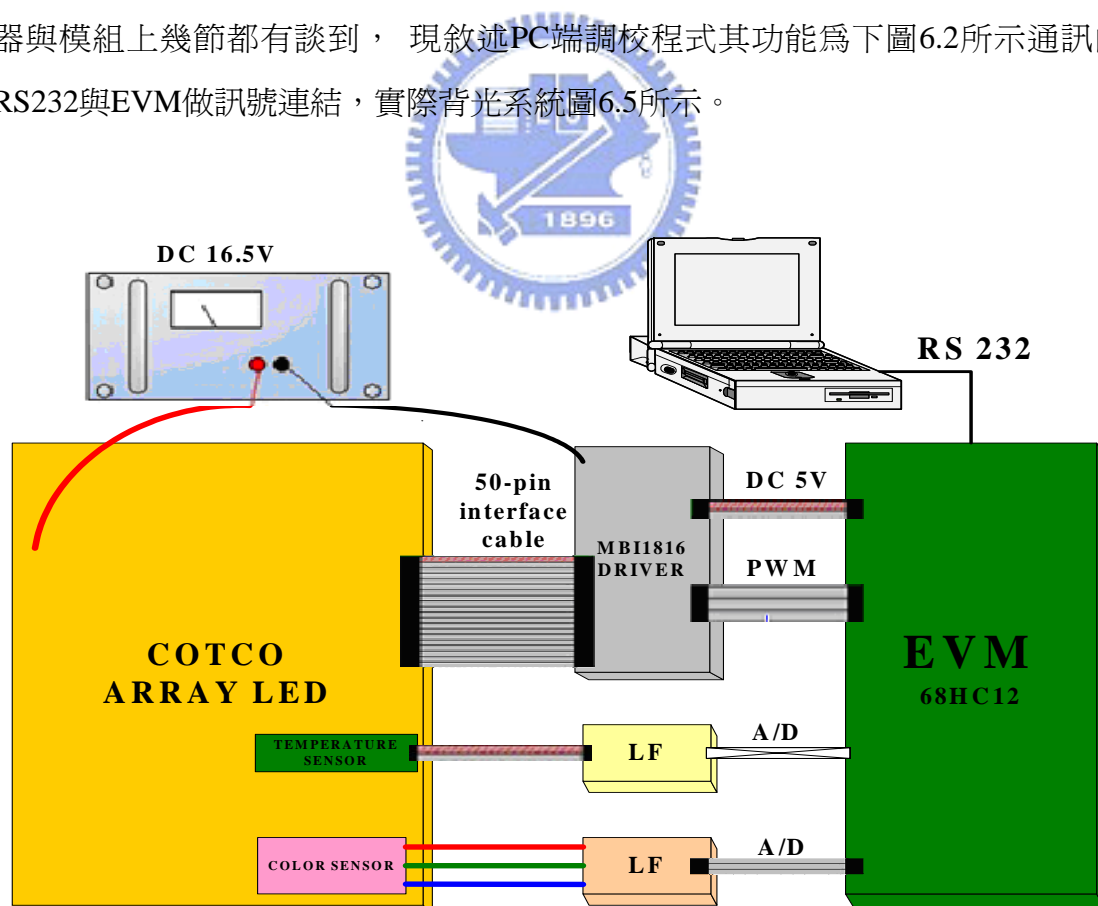 器與模組上幾節都有談到， 現敘述PC端調校程式其功能為下圖6.2所示通訊
RS232與EVM做訊號連結，實際背光系統圖6.5所示。
1896
DC 16.5V
RS 232
50-pin
interface
cable
DC 5V
MBI1816
DRIVER
PWM
COTCO
ARRAY LED
EVM
68HC12
TEMPERATURE
SENSOR
LF
A/D
COLOR SENSOR
LF
A/D